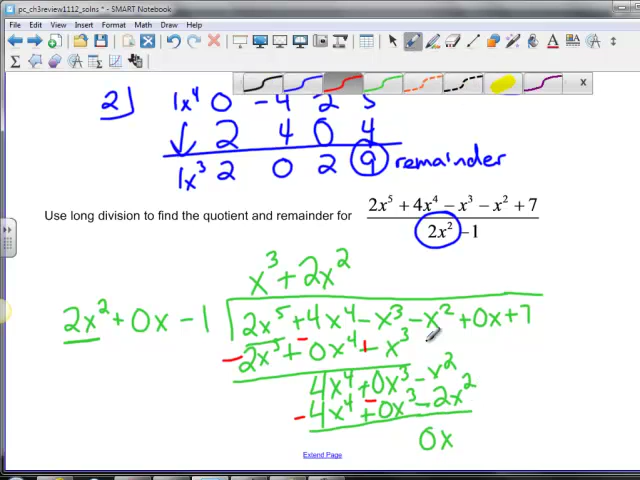 pc_ch3review1112_solns * - SMART Notebook
File Edit View Insert Format Math Draw Tools Help
2) 1x⁴ 0 -4 2 5
↓ 2 4 0 4
1x³ 2 0 2 9 remainder
Use long division to find the quotient and remainder for (2x⁵ + 4x⁴ − x³ − x² + 7)/(2x² − 1)
x³ + 2x²
2x² + 0x − 1 2x⁵ + 4x⁴ − x³ − x² + 0x + 7
− 2x⁵ + 0x⁴ + x³
4x⁴ + 0x³ − x²
− 4x⁴ + 0x³ − 2x²
0x
Extend Page